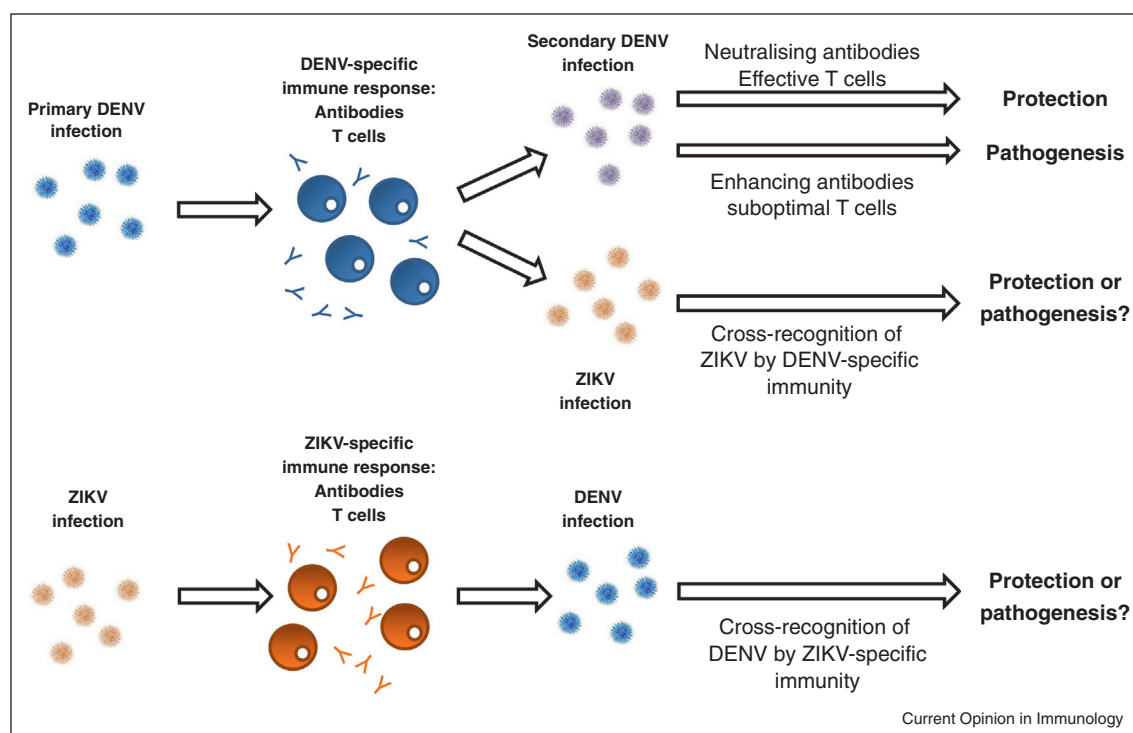 Primary DENV
infection
DENV-specific
immune response:
Antibodies
T cells
Secondary DENV
infection
Neutralising antibodies
Effective T cells
Protection
Pathogenesis
Enhancing antibodies
suboptimal T cells
ZIKV
infection
Cross-recognition of
ZIKV by DENV-specific
immunity
Protection or
pathogenesis?
ZIKV
infection
ZIKV-specific
immune response:
Antibodies
T cells
DENV
infection
Cross-recognition of
DENV by ZIKV-specific
immunity
Protection or
pathogenesis?
Current Opinion in Immunology